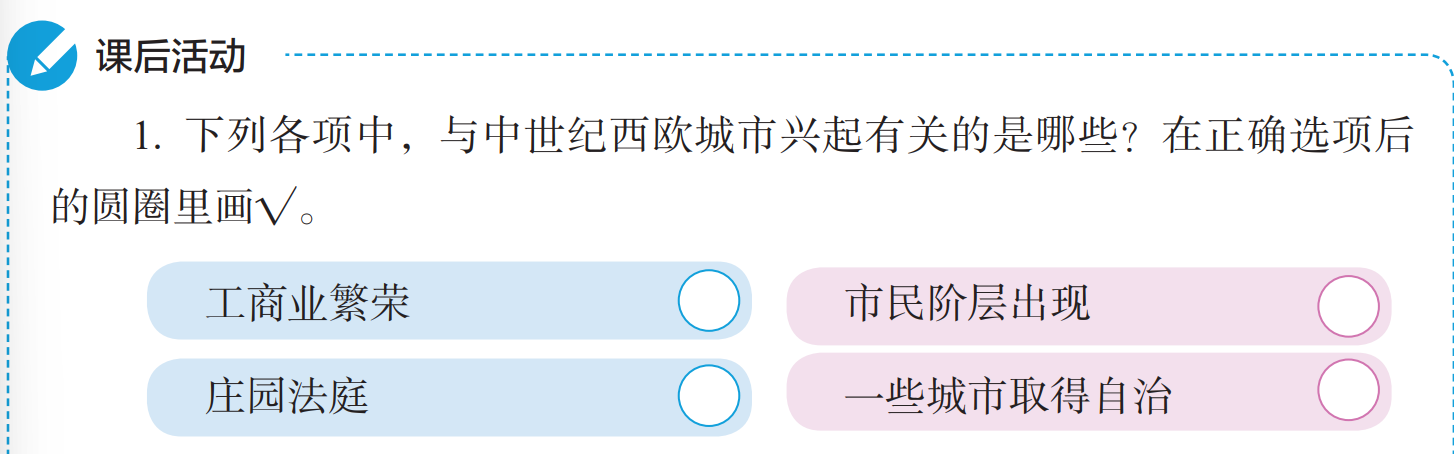 课后活动
1. 下列各项中，与中世纪西欧城市兴起有关的是哪些？在正确选项后
的圆圈里画√。
工商业繁荣
市民阶层出现
庄园法庭
一些城市取得自治